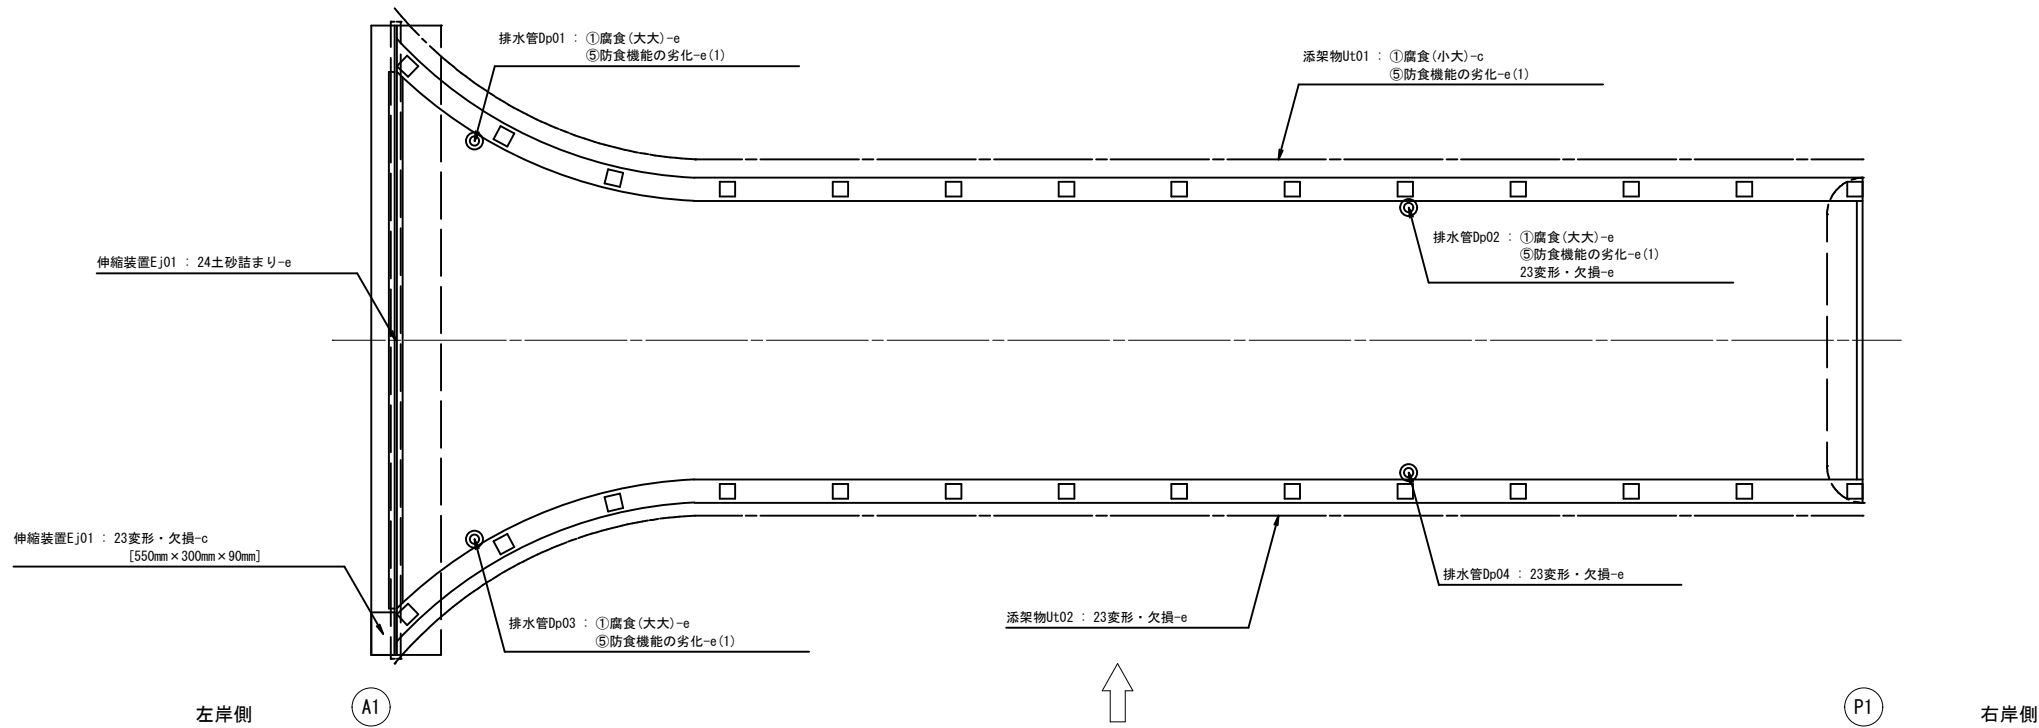 排水管Dp01 : ①腐食(大大)-e
⑤防食機能の劣化-e(1)
添架物Ut01 : ①腐食(小大)-c
⑤防食機能の劣化-e(1)
排水管Dp02 : ①腐食(大大)-e
⑤防食機能の劣化-e(1)
23変形・欠損-e
伸縮装置Ej01 : 24土砂詰まり-e
伸縮装置Ej01 : 23変形・欠損-c
[550mm×300mm×90mm]
排水管Dp03 : ①腐食(大大)-e
⑤防食機能の劣化-e(1)
添架物Ut02 : 23変形・欠損-e
排水管Dp04 : 23変形・欠損-e
左岸側
A1
P1
右岸側